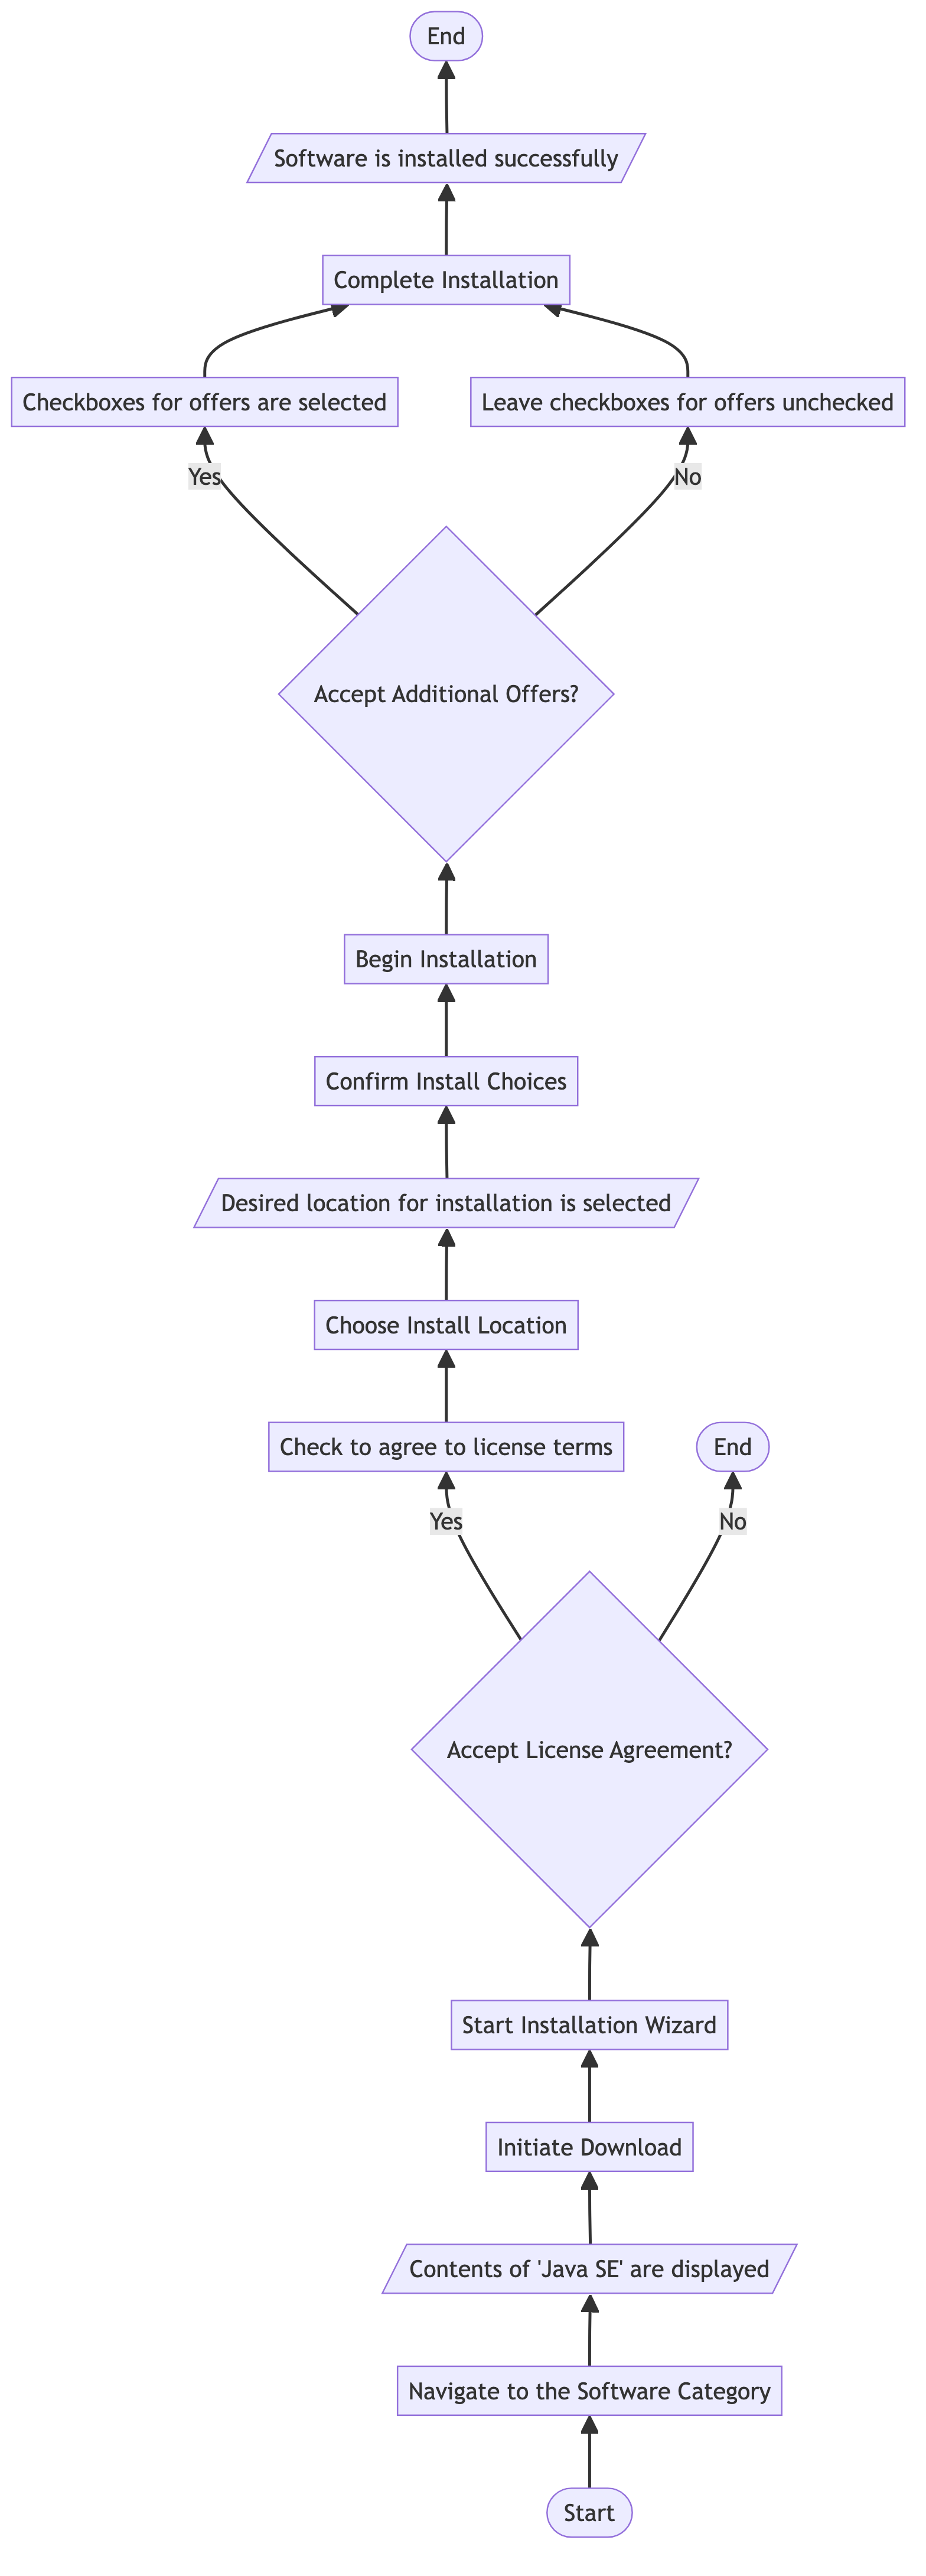 End
Software is installed successfully
Complete Installation
Checkboxes for offers are selected
Leave checkboxes for offers unchecked
Yes
No
Accept Additional Offers?
Begin Installation
Confirm Install Choices
Desired location for installation is selected
Choose Install Location
Check to agree to license terms
End
Yes
No
Accept License Agreement?
Start Installation Wizard
Initiate Download
Contents of 'Java SE' are displayed
Navigate to the Software Category
Start